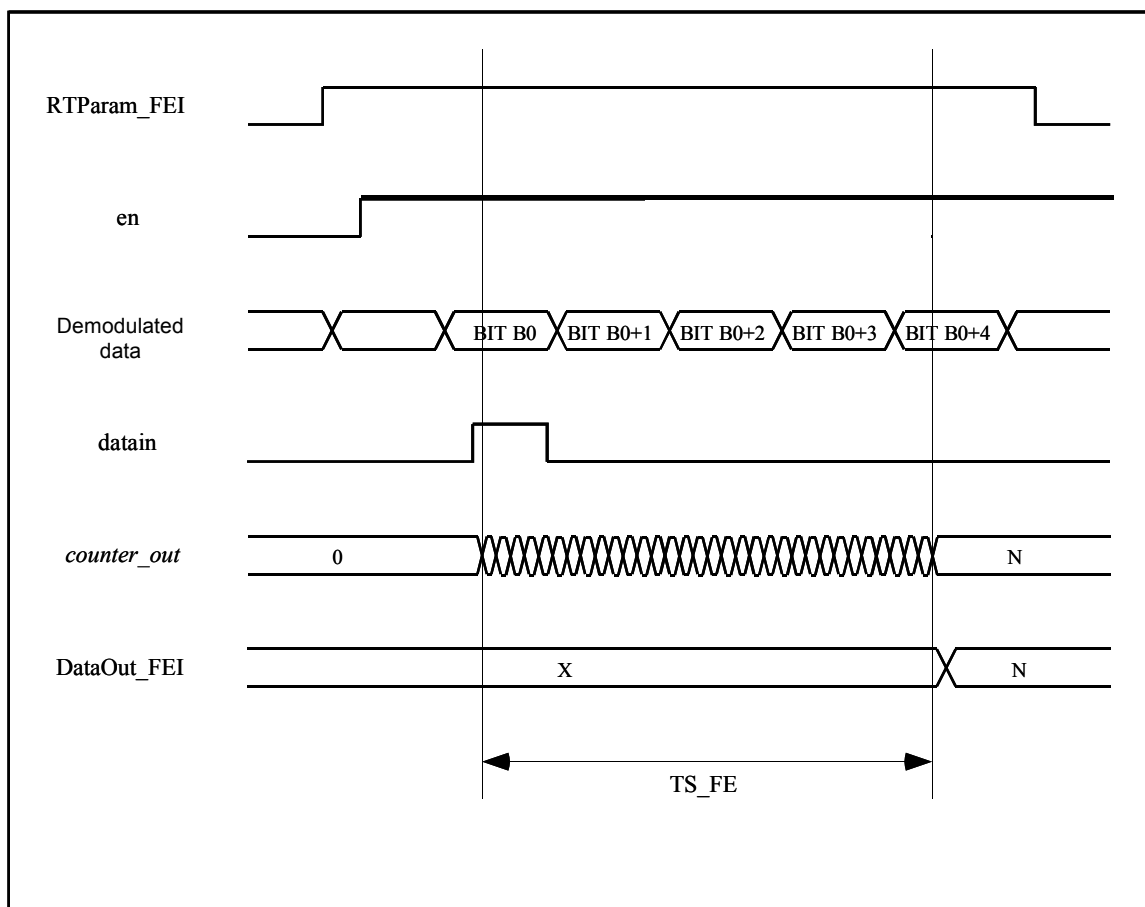 RTParam_FEI
en
Demodulated
data
BIT B0 BIT B0+1 BIT B0+2 BIT B0+3 BIT B0+4
datain
counter_out
0 N
DataOut_FEI
X N
TS_FE